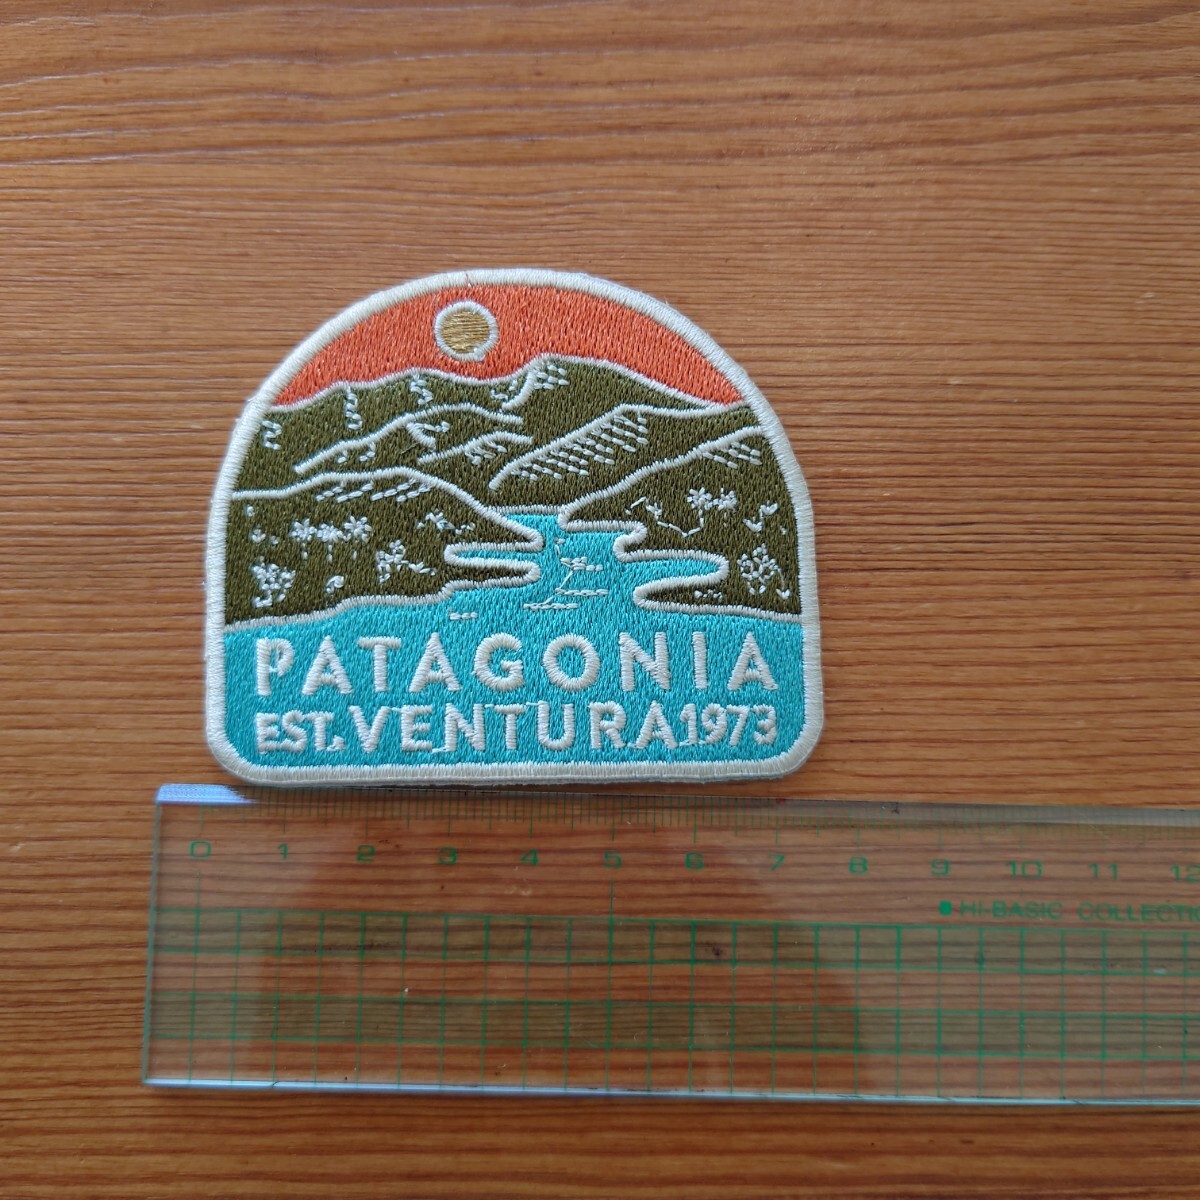 PATAGONIA
EST. VENTURA 1973
0 1 2 3 4 5 6 7 8 9 10 11 12
HI-BASIC COLLECTI